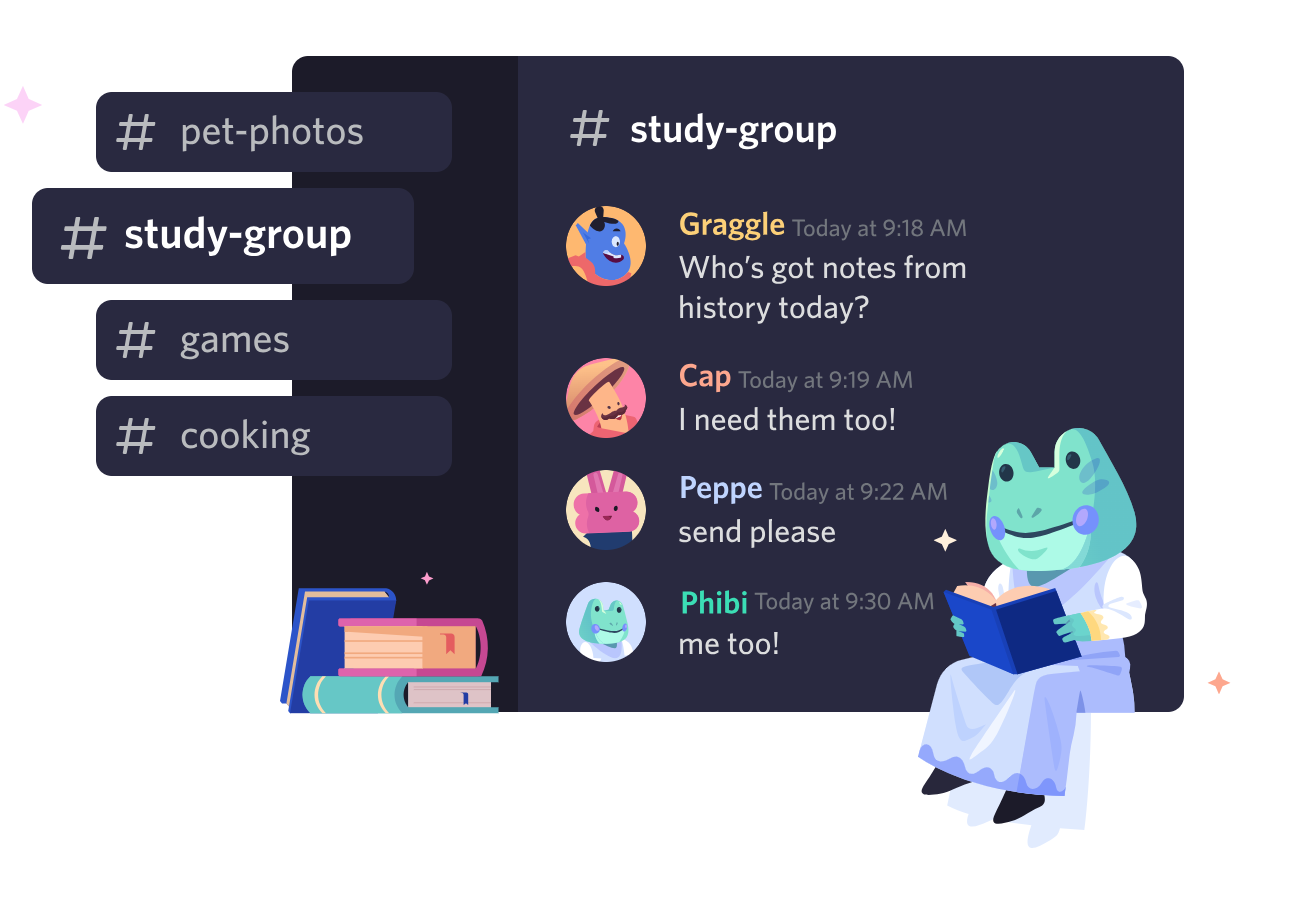 # pet-photos
# study-group
# games
# cooking
# study-group
Graggle Today at 9:18 AM
Who’s got notes from
history today?
Cap Today at 9:19 AM
I need them too!
Peppe Today at 9:22 AM
send please
Phibi Today at 9:30 AM
me too!